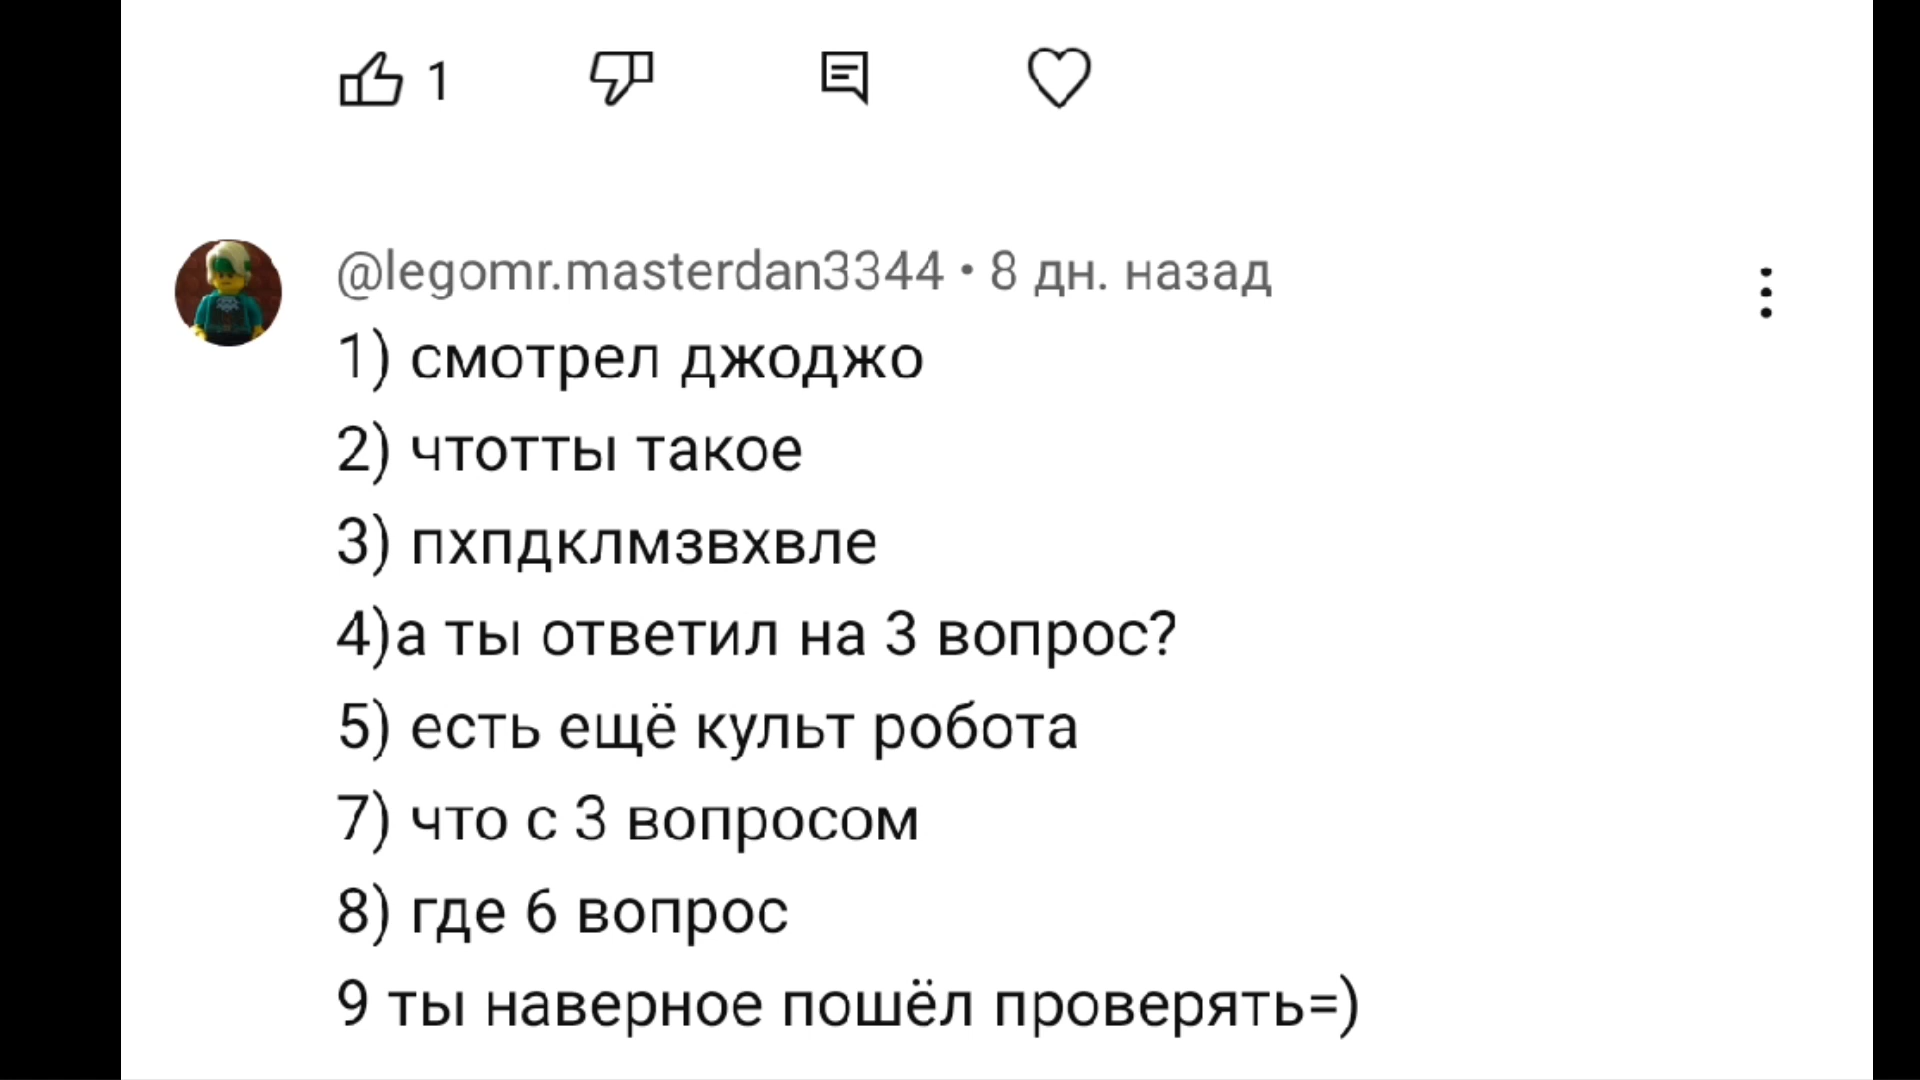 1
@legomr.masterdan3344 • 8 дн. назад
1) смотрел джоджо
2) чтотты такое
3) пхпдклмзвхвле
4)а ты ответил на 3 вопрос?
5) есть ещё культ робота
7) что с 3 вопросом
8) где 6 вопрос
9 ты наверное пошёл проверять=)